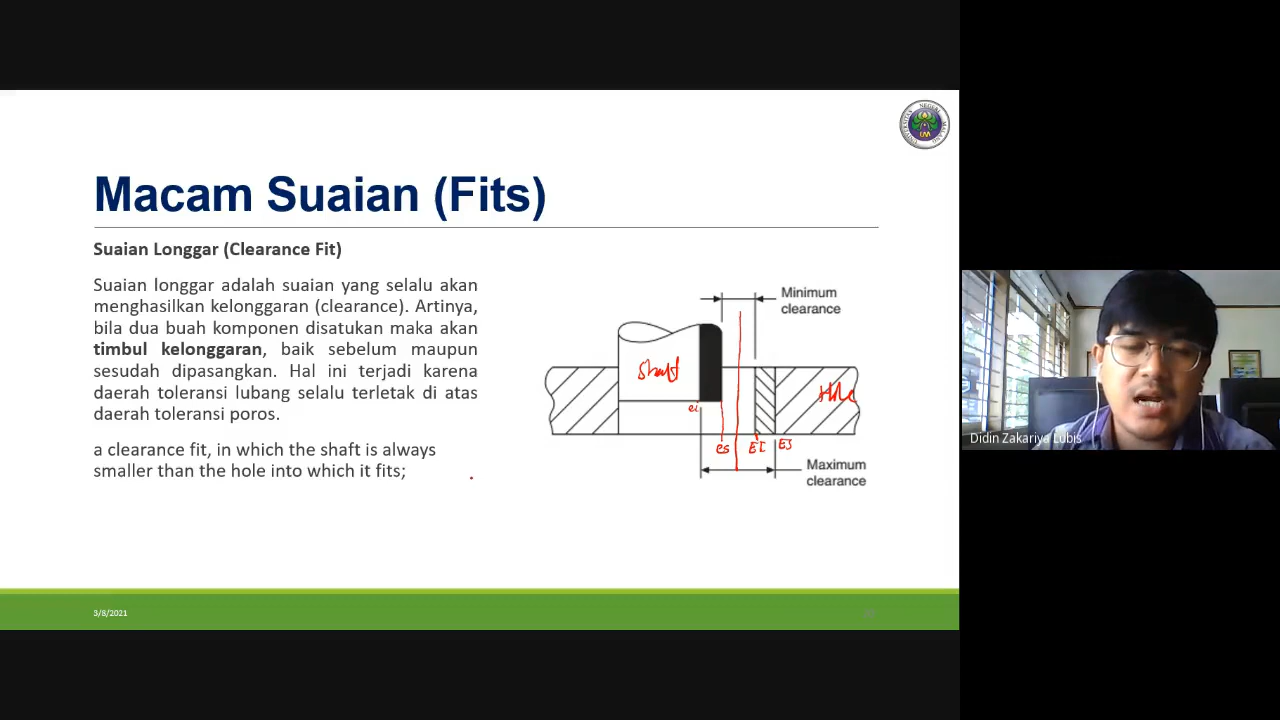 Macam Suaian (Fits)
Suaian Longgar (Clearance Fit)
Suaian longgar adalah suaian yang selalu akan
menghasilkan kelonggaran (clearance). Artinya,
bila dua buah komponen disatukan maka akan
timbul kelonggaran, baik sebelum maupun
sesudah dipasangkan. Hal ini terjadi karena
daerah toleransi lubang selalu terletak di atas
daerah toleransi poros.
a clearance fit, in which the shaft is always
smaller than the hole into which it fits;
Minimum
clearance
Shaft
Hole
ei
es
EI
ES
Maximum
clearance
3/8/2021
Didin Zakariya Lubis